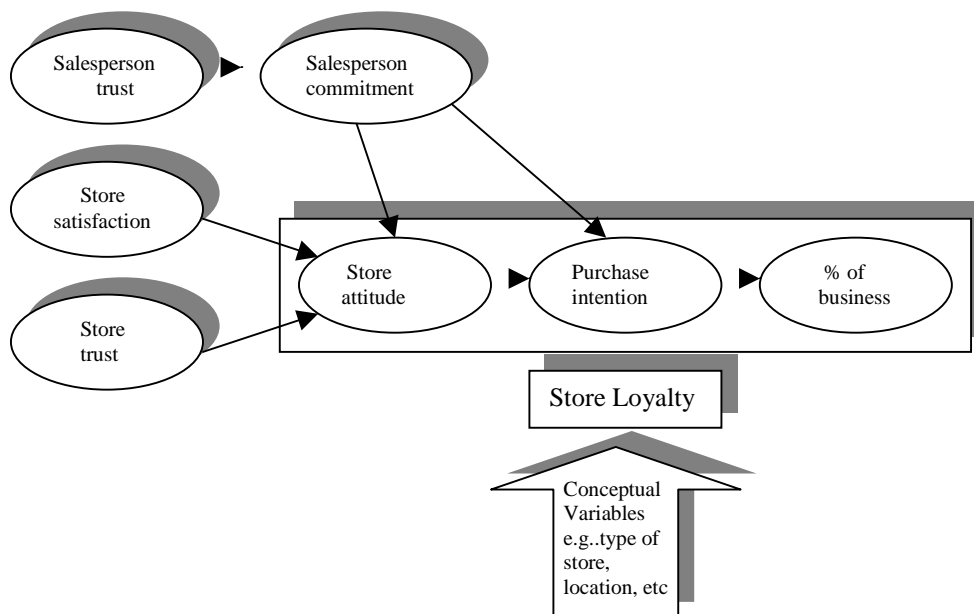 Salesperson
trust
Salesperson
commitment
Store
satisfaction
Store
attitude
Purchase
intention
% of
business
Store
trust
Store Loyalty
Conceptual
Variables
e.g..type of
store,
location, etc